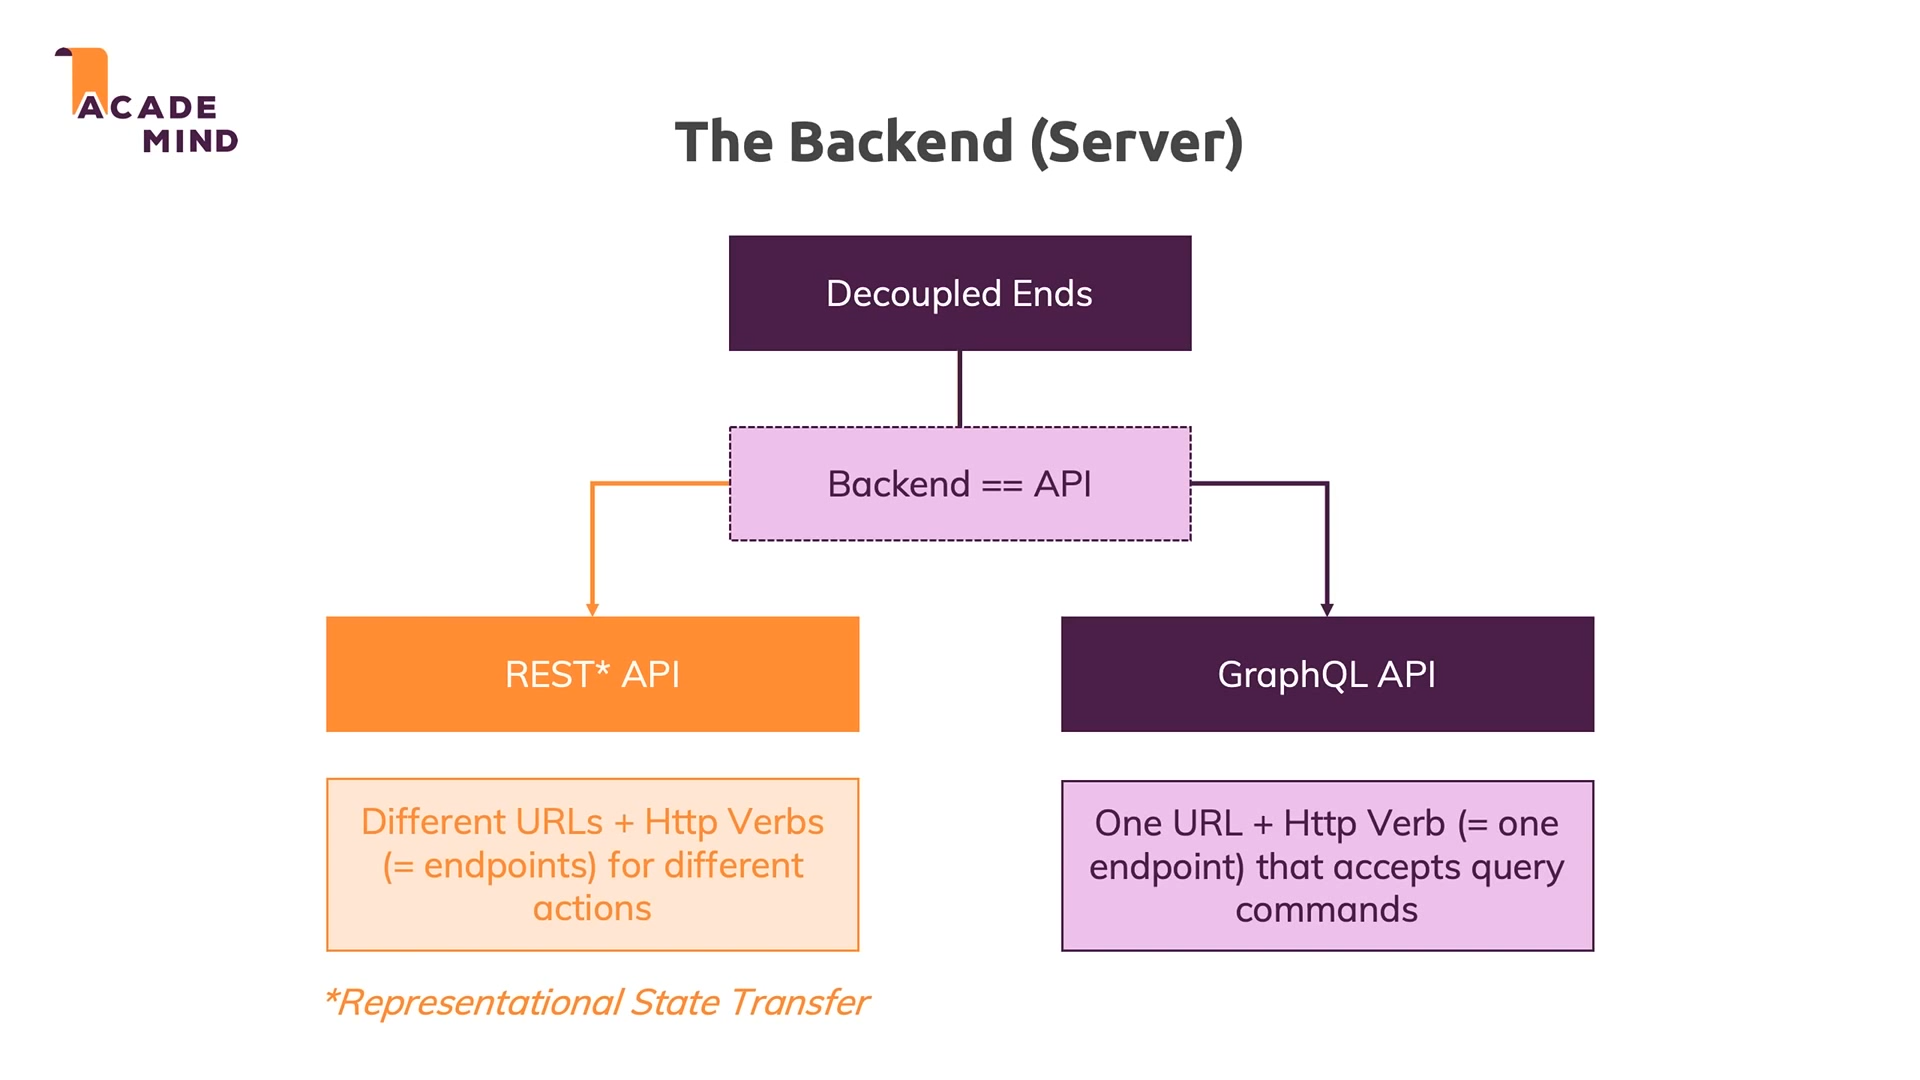 ACADE
MIND
The Backend (Server)
Decoupled Ends
Backend == API
REST* API
GraphQL API
Different URLs + Http Verbs
(= endpoints) for different
actions
One URL + Http Verb (= one
endpoint) that accepts query
commands
*Representational State Transfer